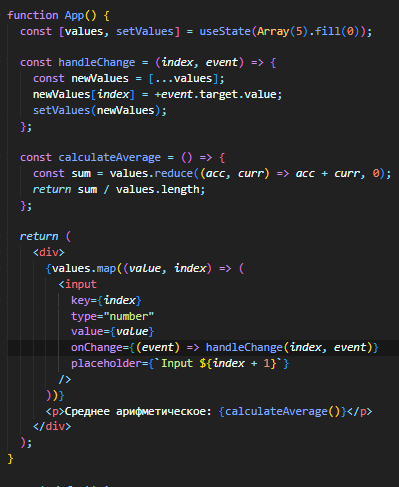 function App() {
  const [values, setValues] = useState(Array(5).fill(0));

  const handleChange = (index, event) => {
    const newValues = [...values];
    newValues[index] = +event.target.value;
    setValues(newValues);
  };

  const calculateAverage = () => {
    const sum = values.reduce((acc, curr) => acc + curr, 0);
    return sum / values.length;
  };

  return (
    <div>
      {values.map((value, index) => (
        <input
          key={index}
          type="number"
          value={value}
          onChange={(event) => handleChange(index, event)}
          placeholder={`Input ${index + 1}`}
        />
      ))}
      <p>Среднее арифметическое: {calculateAverage()}</p>
    </div>
  );
}